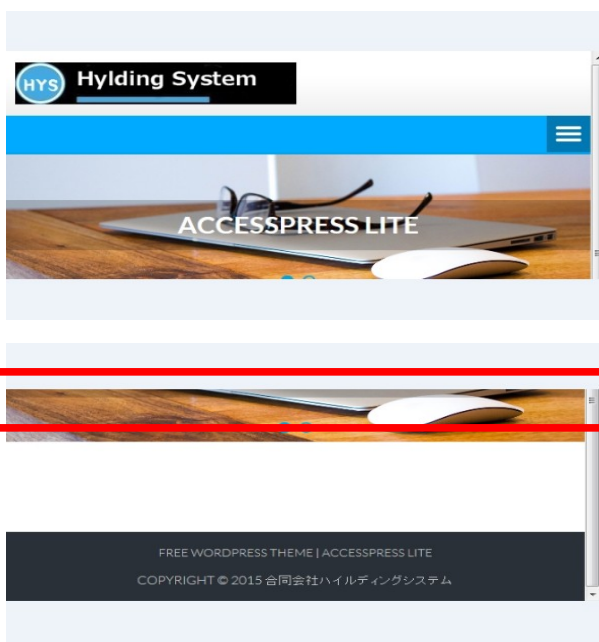 HYS Hylding System
ACCESSPRESS LITE
FREE WORDPRESS THEME | ACCESSPRESS LITE
COPYRIGHT © 2015 合同会社ハイルディングシステム